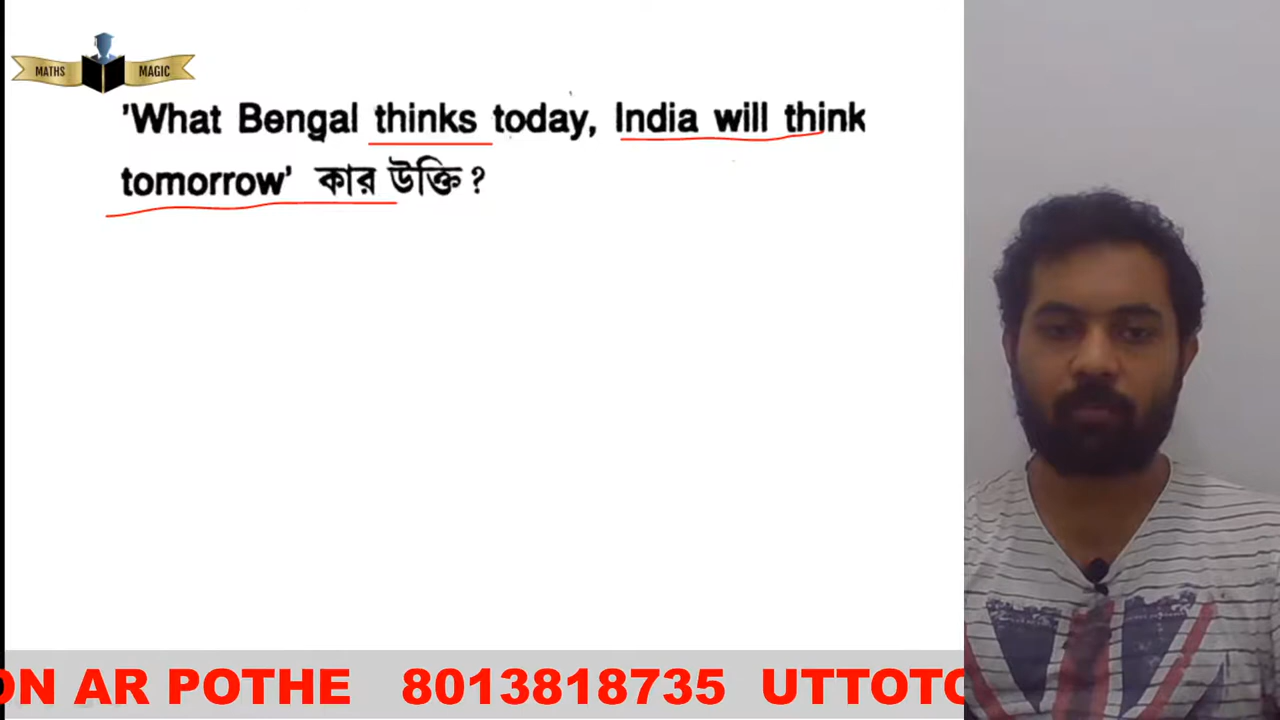 MATHS MAGIC
'What Bengal thinks today, India will think
tomorrow' কার উক্তি ?
ON AR POTHE 8013818735 UTTOTO